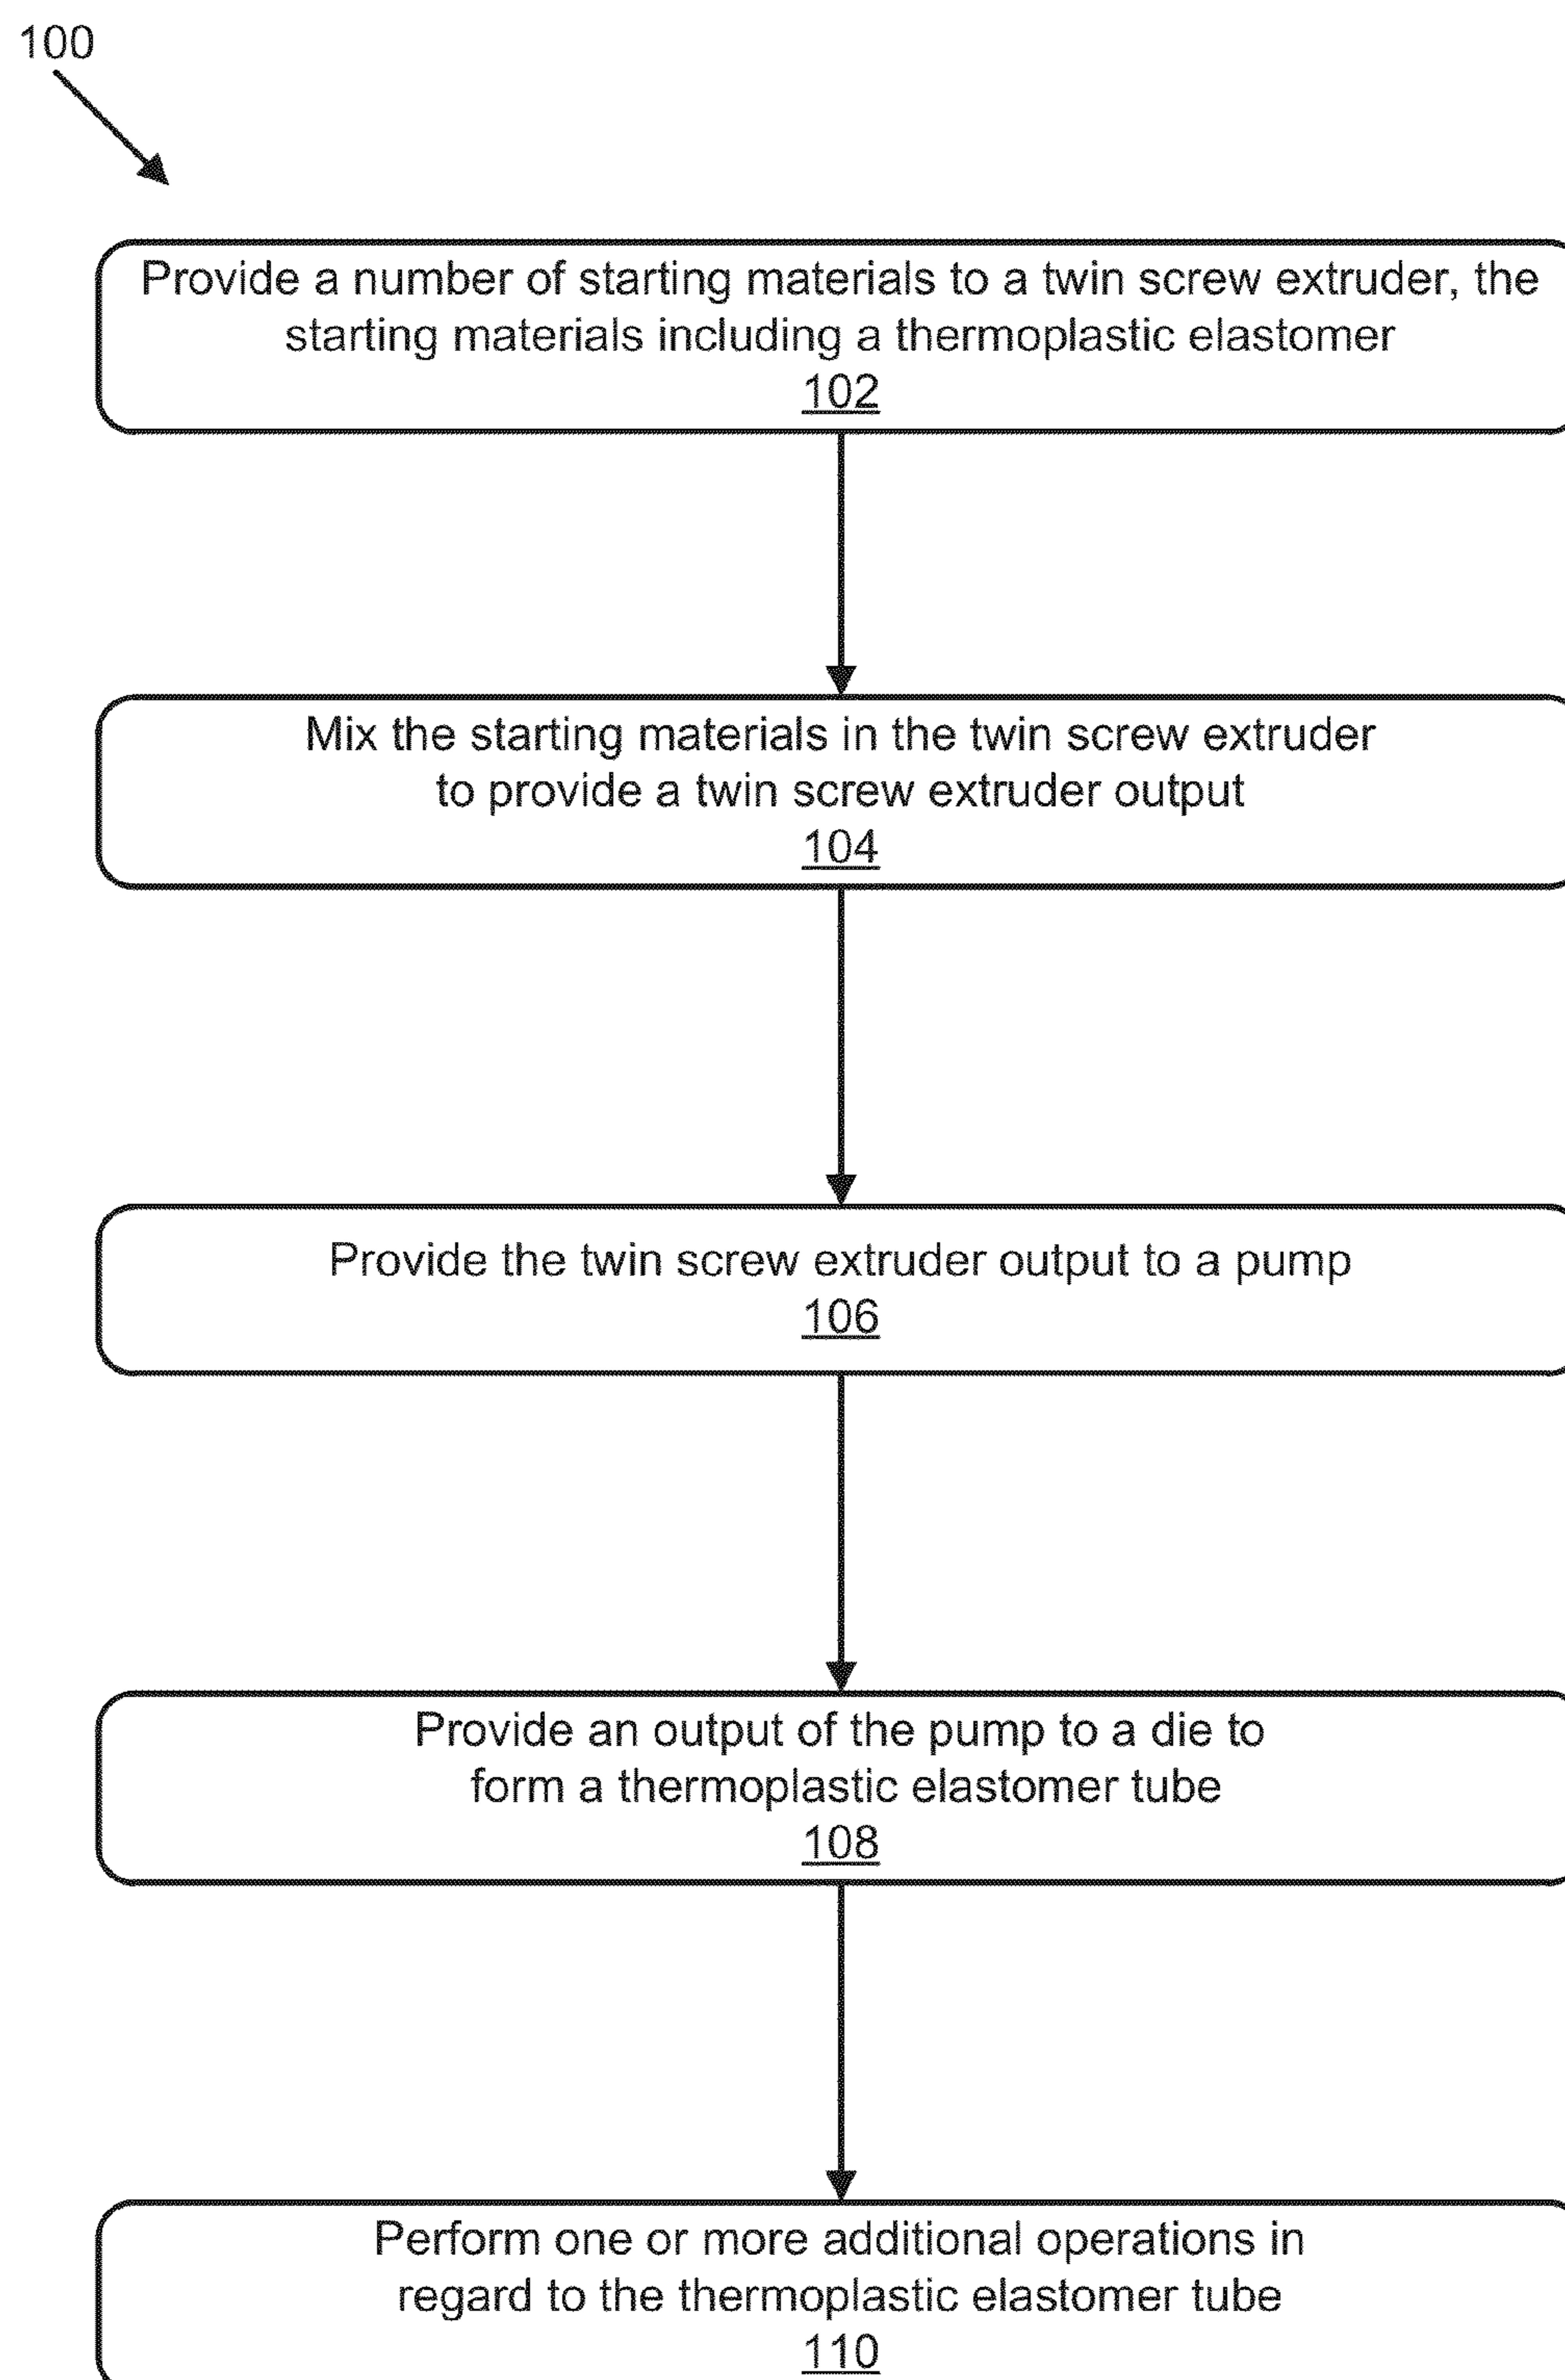 100
Provide a number of starting materials to a twin screw extruder, the
starting materials including a thermoplastic elastomer
102
Mix the starting materials in the twin screw extruder
to provide a twin screw extruder output
104
Provide the twin screw extruder output to a pump
106
Provide an output of the pump to a die to
form a thermoplastic elastomer tube
108
Perform one or more additional operations in
regard to the thermoplastic elastomer tube
110